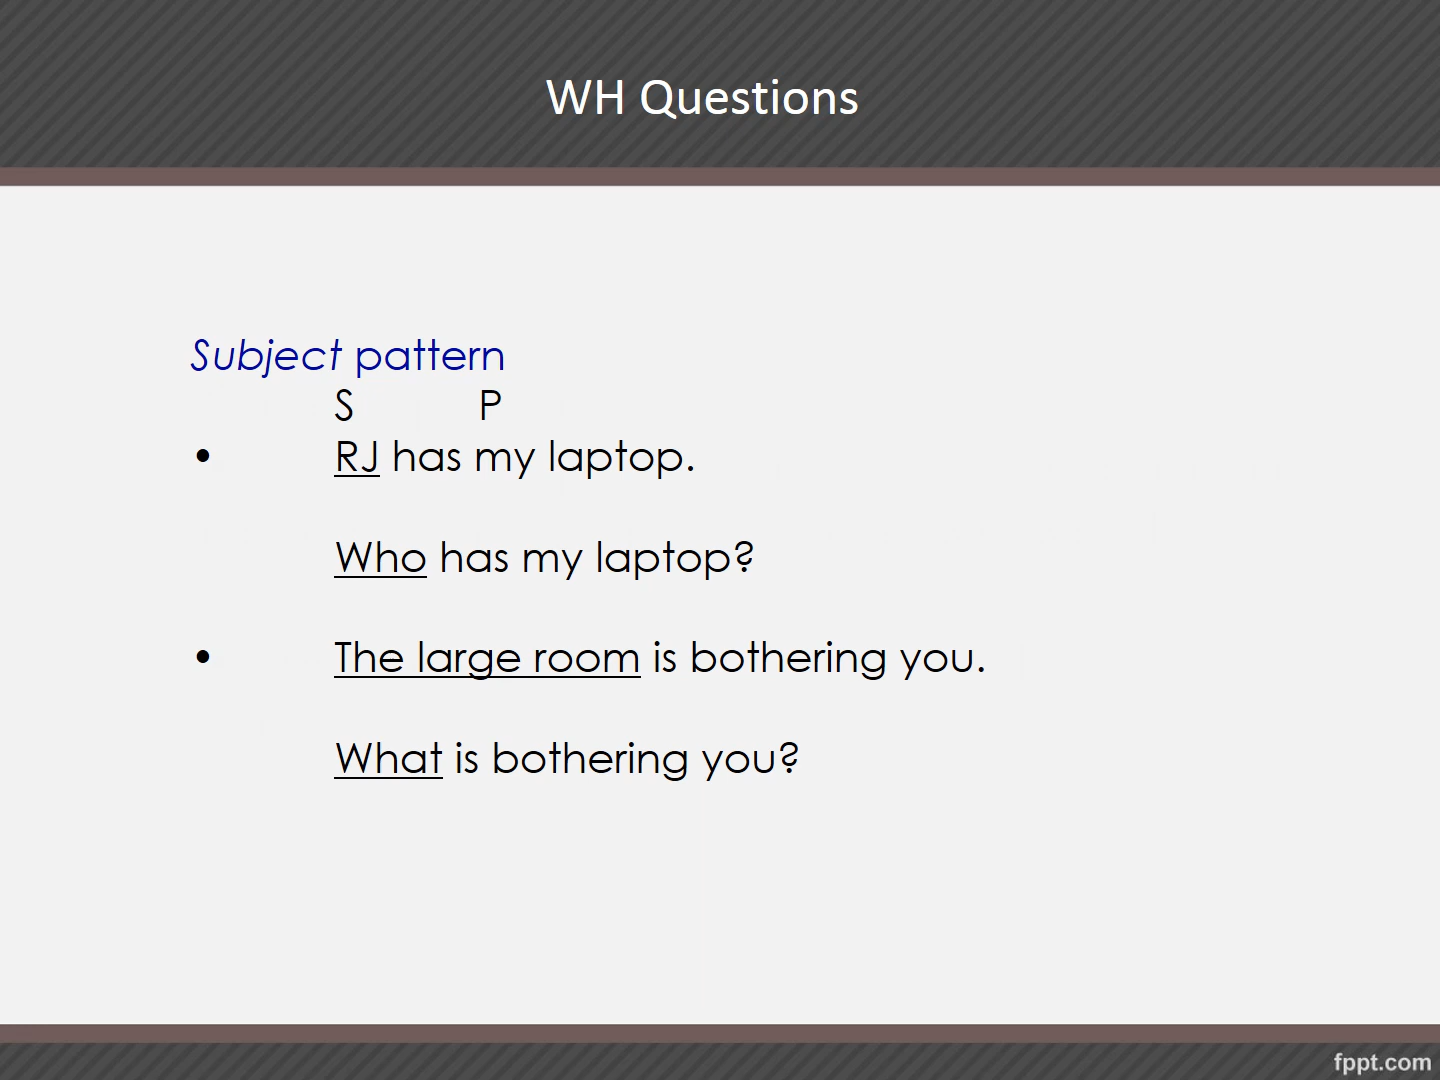 WH Questions
Subject pattern
S P
• RJ has my laptop.
Who has my laptop?
• The large room is bothering you.
What is bothering you?
fppt.com